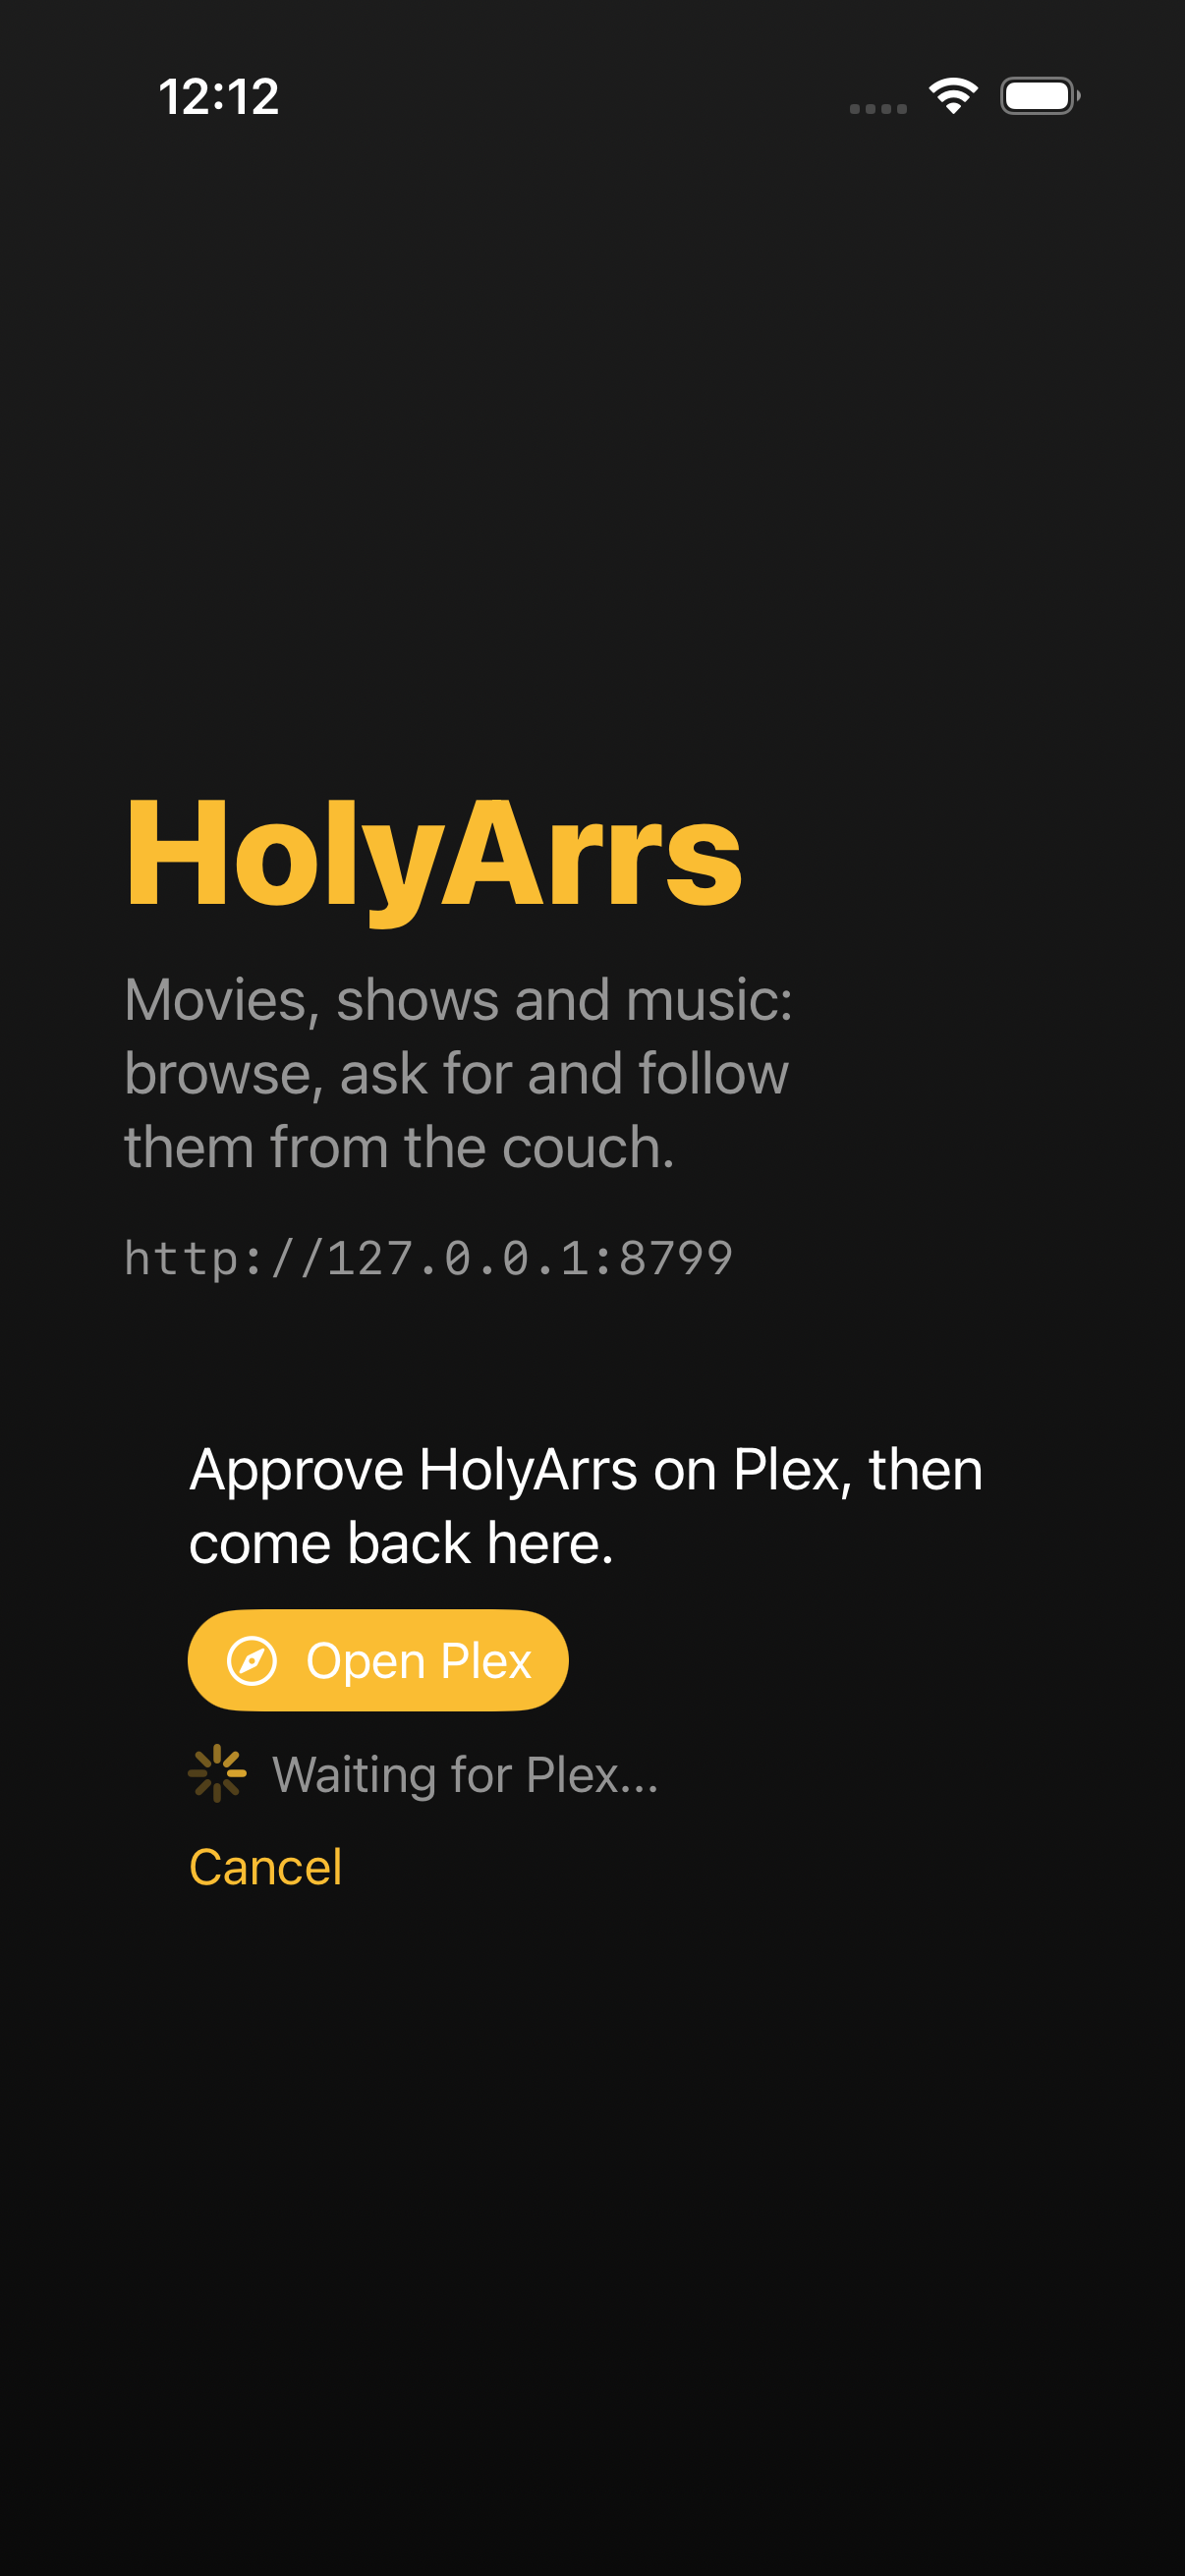 12:12
HolyArrs
Movies, shows and music:
browse, ask for and follow
them from the couch.
http://127.0.0.1:8799
Approve HolyArrs on Plex, then
come back here.
Open Plex
Waiting for Plex...
Cancel